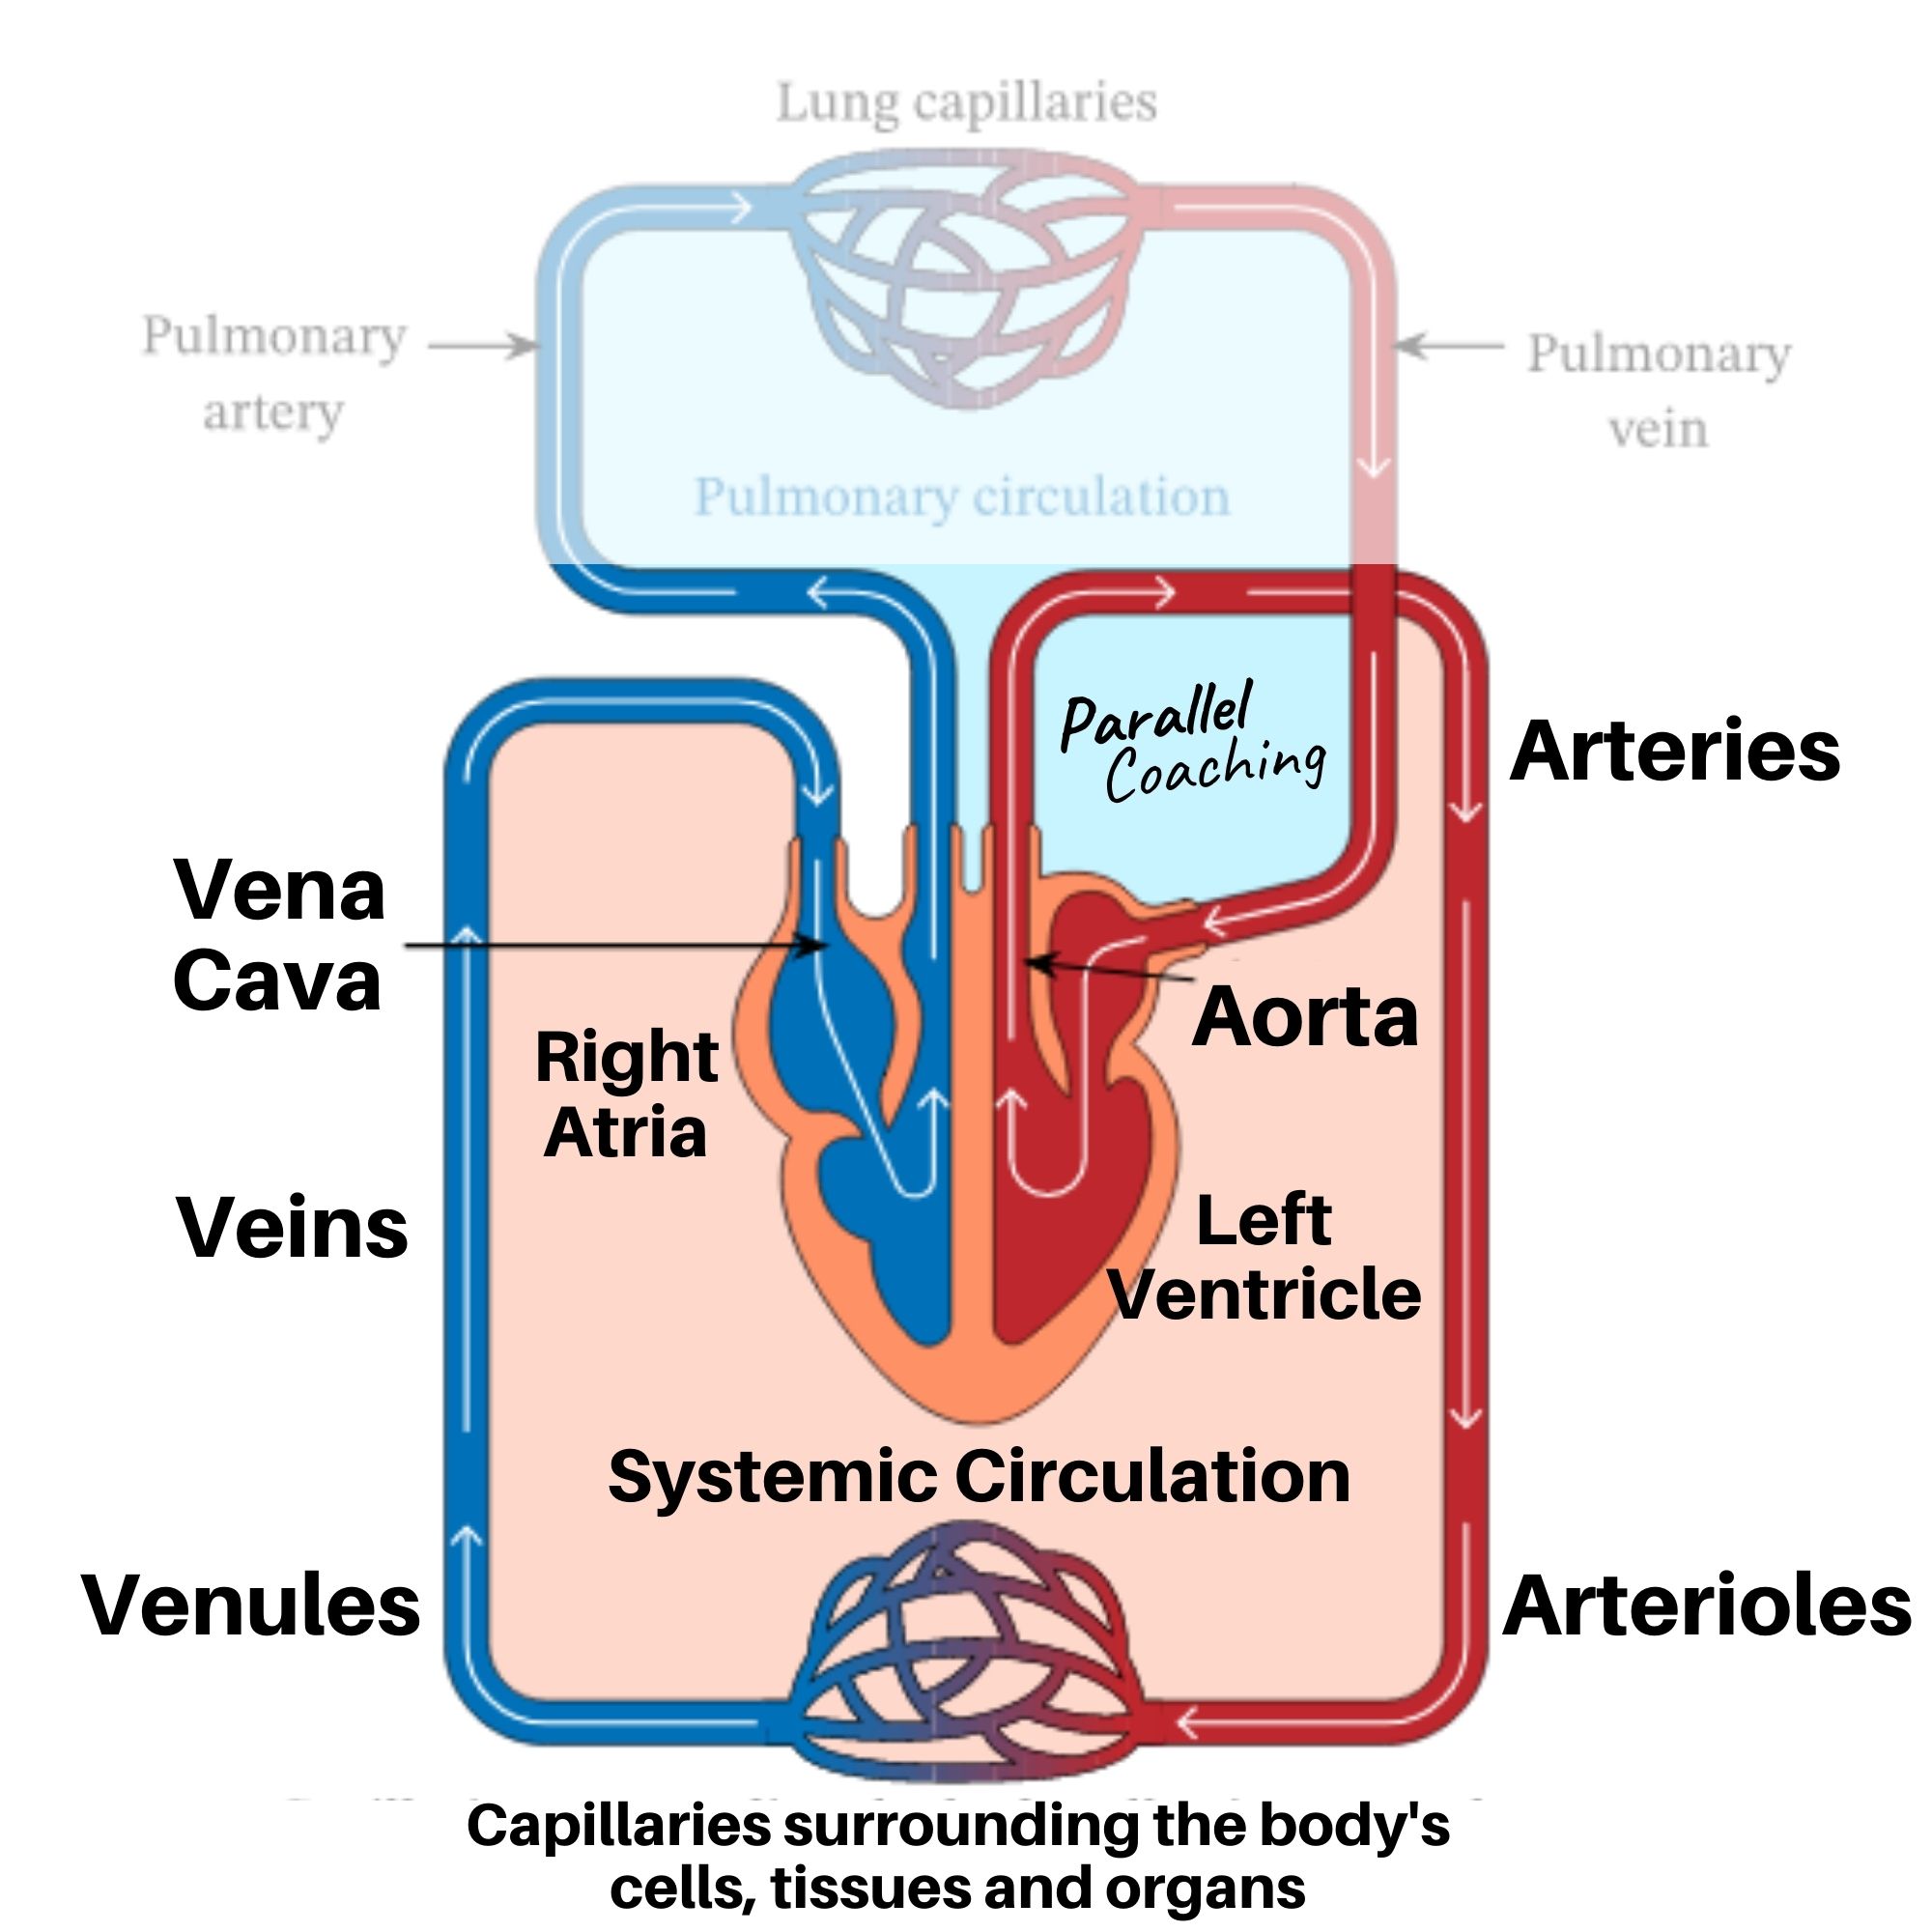 Lung capillaries
Pulmonary
artery
Pulmonary
vein
Pulmonary circulation
Parallel
Coaching
Arteries
Vena
Cava
Aorta
Right
Atria
Veins
Left
Ventricle
Systemic Circulation
Venules
Arterioles
Capillaries surrounding the body's
cells, tissues and organs